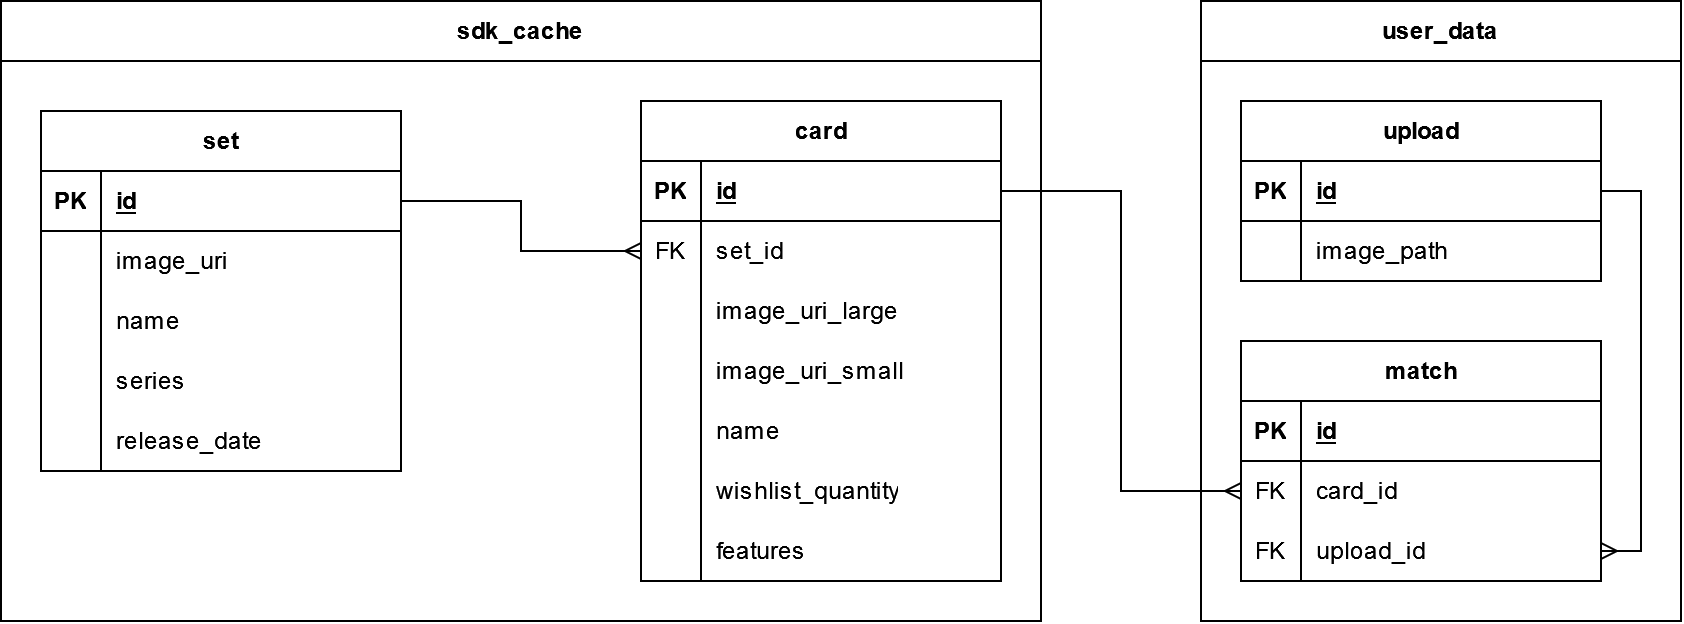 sdk_cache
set
PK id
image_uri
name
series
release_date
card
PK id
FK set_id
image_uri_large
image_uri_small
name
wishlist_quantity
features
user_data
upload
PK id
image_path
match
PK id
FK card_id
FK upload_id